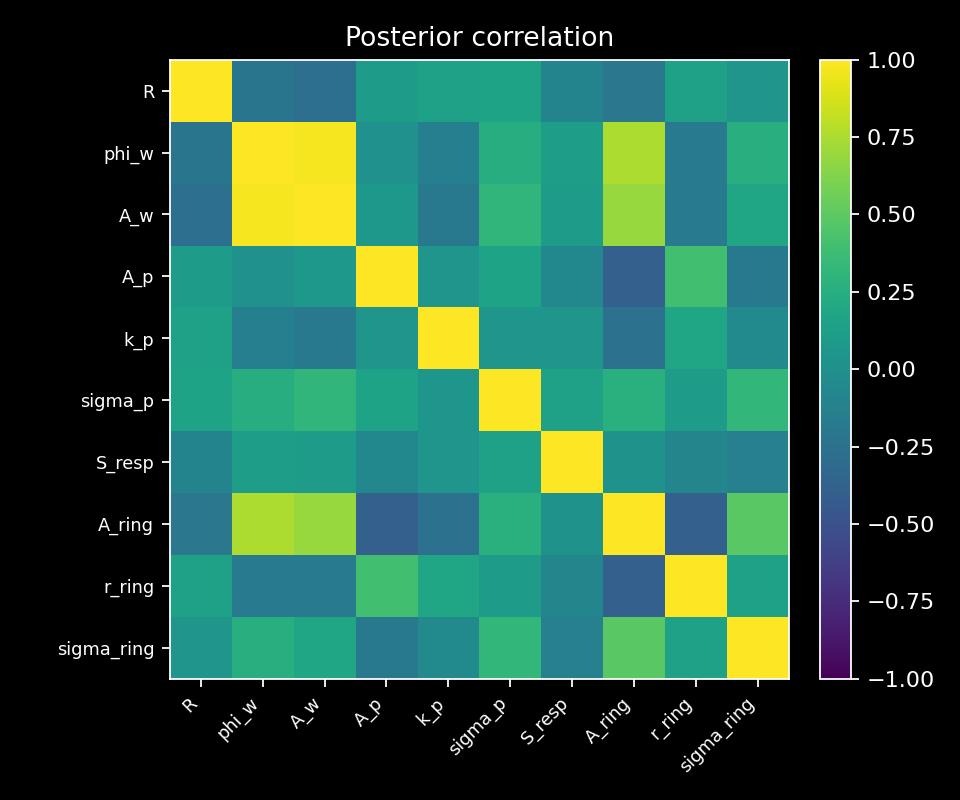 Posterior correlation
R
phi_w
A_w
A_p
k_p
sigma_p
S_resp
A_ring
r_ring
sigma_ring
R
phi_w
A_w
A_p
k_p
sigma_p
S_resp
A_ring
r_ring
sigma_ring
1.00
0.75
0.50
0.25
0.00
−0.25
−0.50
−0.75
−1.00